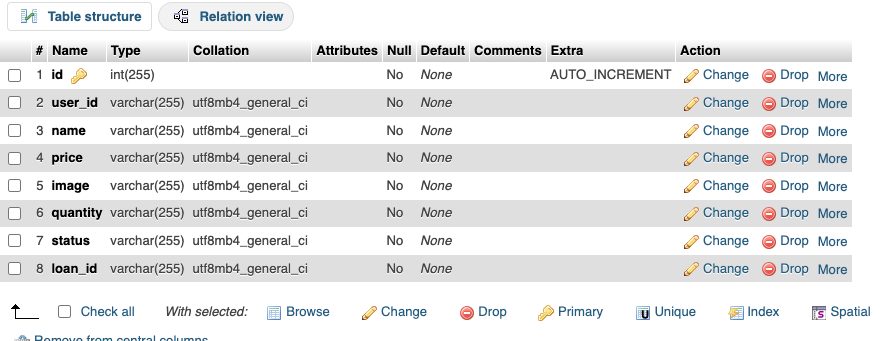 Table structure Relation view
# Name Type Collation Attributes Null Default Comments Extra Action
1 id int(255) No None AUTO_INCREMENT Change Drop More
2 user_id varchar(255) utf8mb4_general_ci No None Change Drop More
3 name varchar(255) utf8mb4_general_ci No None Change Drop More
4 price varchar(255) utf8mb4_general_ci No None Change Drop More
5 image varchar(255) utf8mb4_general_ci No None Change Drop More
6 quantity varchar(255) utf8mb4_general_ci No None Change Drop More
7 status varchar(255) utf8mb4_general_ci No None Change Drop More
8 loan_id varchar(255) utf8mb4_general_ci No None Change Drop More
Check all With selected: Browse Change Drop Primary Unique Index Spatial
Remove from central columns